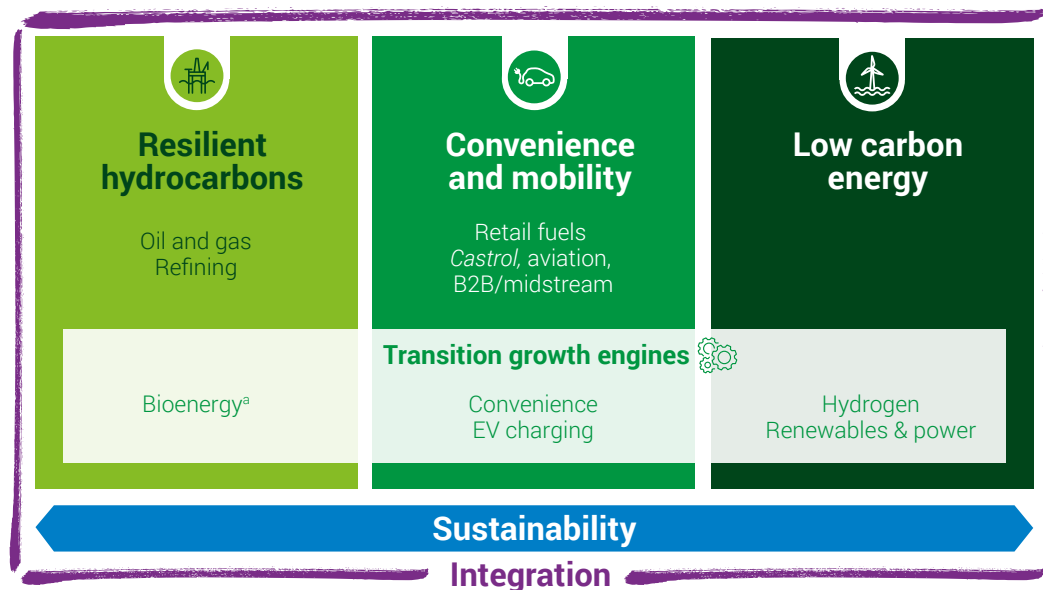 Resilient
hydrocarbons
Oil and gas
Refining
Convenience
and mobility
Retail fuels
Castrol, aviation,
B2B/midstream
Low carbon
energy
Transition growth engines
Bioenergyᵃ
Convenience
EV charging
Hydrogen
Renewables & power
Sustainability
Integration